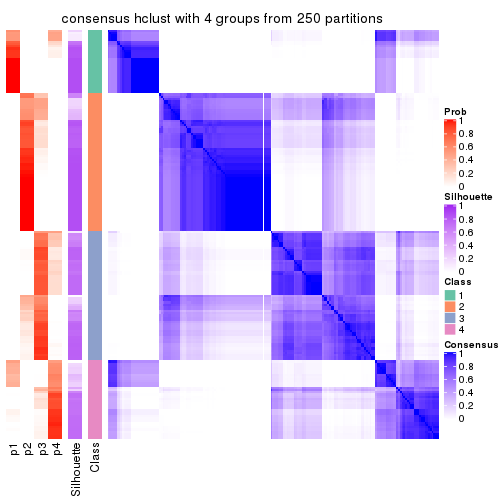 consensus hclust with 4 groups from 250 partitions
Prob
1
0.8
0.6
0.4
0.2
0
Silhouette
1
0.8
0.6
0.4
0.2
0
Class
1
2
3
4
Consensus
1
0.8
0.6
0.4
0.2
0
p1
p2
p3
p4
Silhouette
Class